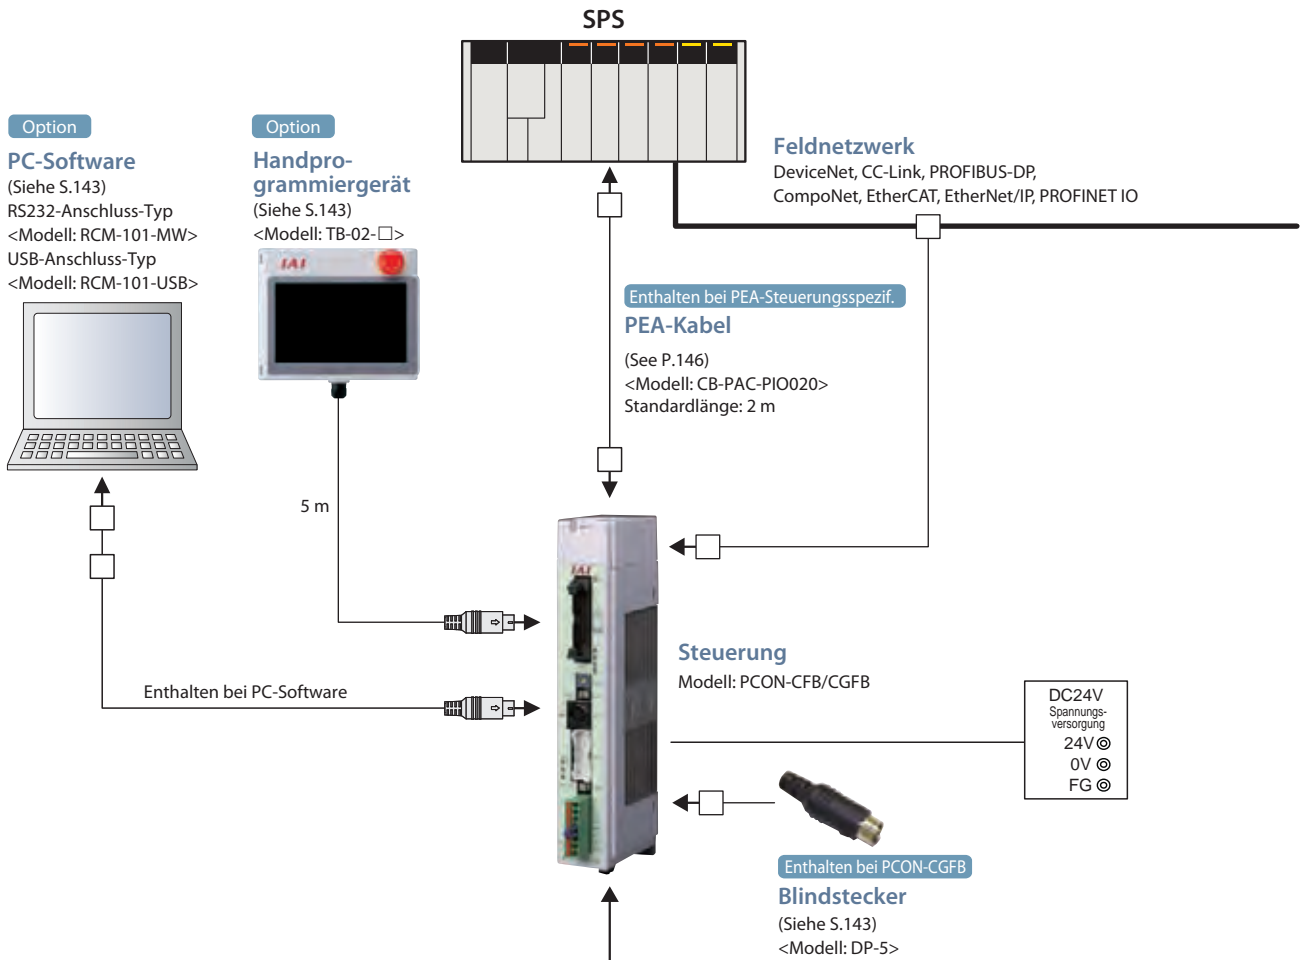 SPS
Option
PC-Software
(Siehe S.143)
RS232-Anschluss-Typ
<Modell: RCM-101-MW>
USB-Anschluss-Typ
<Modell: RCM-101-USB>
Option
Handpro-
grammiergerät
(Siehe S.143)
<Modell: TB-02-□>
IAI
Feldnetzwerk
DeviceNet, CC-Link, PROFIBUS-DP,
CompoNet, EtherCAT, EtherNet/IP, PROFINET IO
Enthalten bei PEA-Steuerungsspezif.
PEA-Kabel
(See P.146)
<Modell: CB-PAC-PIO020>
Standardlänge: 2 m
5 m
IAI
Enthalten bei PC-Software
Steuerung
Modell: PCON-CFB/CGFB
DC24V
Spannungs-
versorgung
24V
0V
FG
Enthalten bei PCON-CGFB
Blindstecker
(Siehe S.143)
<Modell: DP-5>